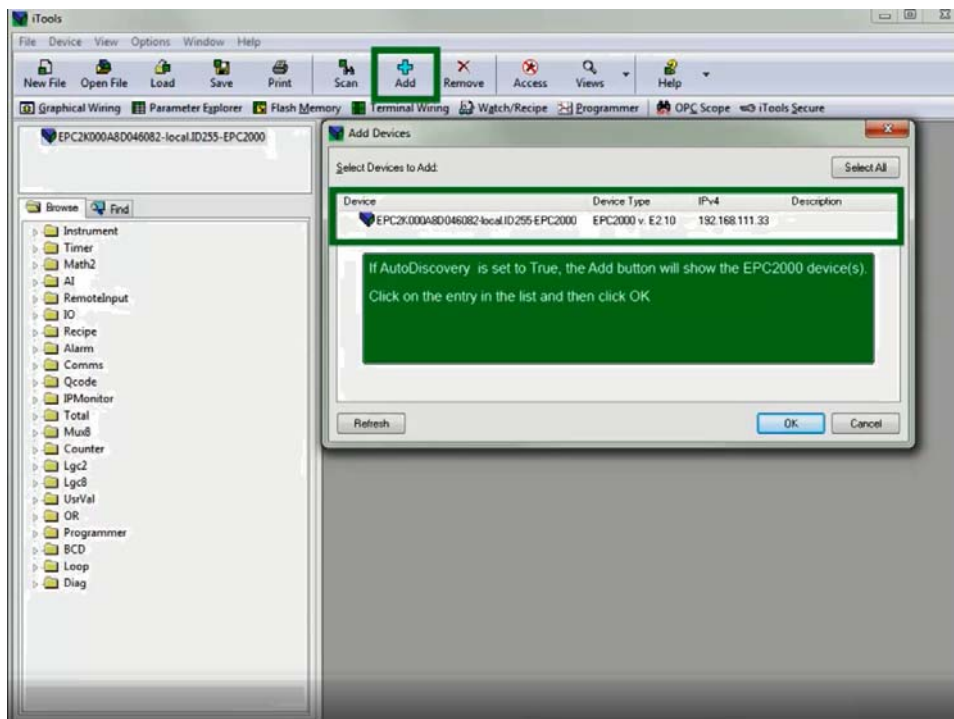 iTools
File Device View Options Window Help
New File Open File Load Save Print Scan Add Remove Access Views Help
Graphical Wiring Parameter Explorer Flash Memory Terminal Wiring Watch/Recipe Programmer OPC Scope iTools Secure
EPC2K000A8D046082-local.ID255-EPC2000
Browse Find
Instrument
Timer
Math2
AI
RemoteInput
IO
Recipe
Alarm
Comms
Qcode
IPMonitor
Total
Mux8
Counter
Lgc2
Lgc8
UsrVal
OR
Programmer
BCD
Loop
Diag
Add Devices
Select Devices to Add:
Select All
Device Device Type IPv4 Description
EPC2K000A8D046082-local.ID255-EPC2000 EPC2000 v. E2.10 192.168.111.33
If AutoDiscovery is set to True, the Add button will show the EPC2000 device(s).
Click on the entry in the list and then click OK
Refresh OK Cancel